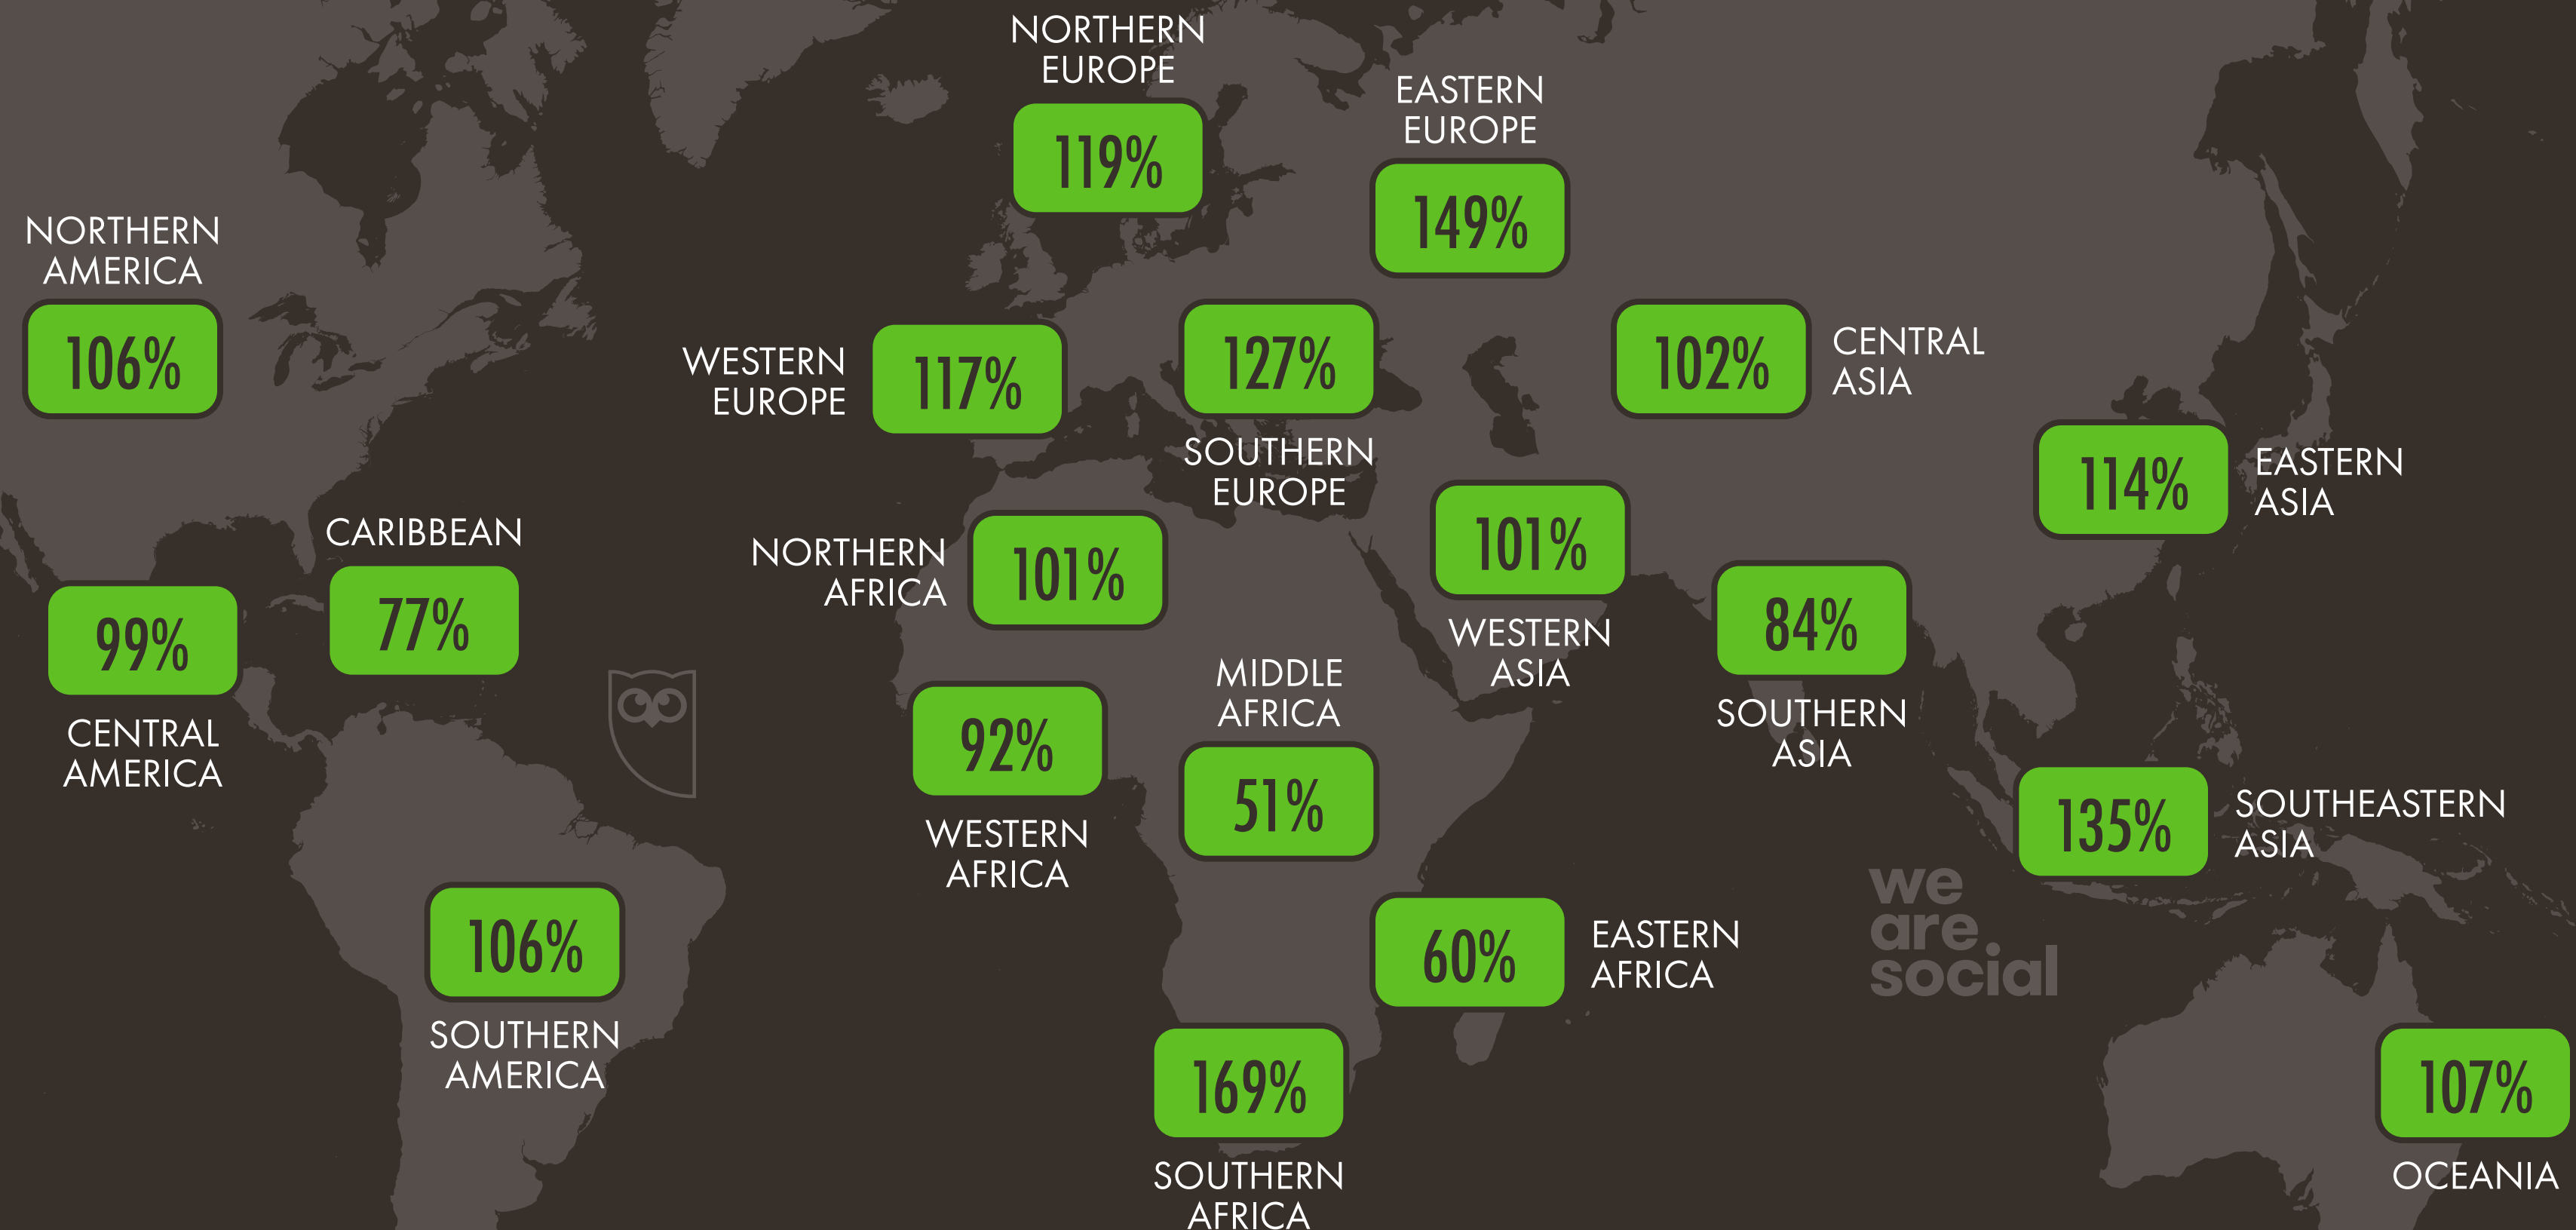 NORTHERN
EUROPE
119%
EASTERN
EUROPE
149%
NORTHERN
AMERICA
106%
WESTERN
EUROPE
117%
127%
SOUTHERN
EUROPE
102%
CENTRAL
ASIA
114%
EASTERN
ASIA
CARIBBEAN
77%
99%
CENTRAL
AMERICA
NORTHERN
AFRICA
101%
101%
WESTERN
ASIA
84%
SOUTHERN
ASIA
92%
WESTERN
AFRICA
MIDDLE
AFRICA
51%
135%
SOUTHEASTERN
ASIA
106%
SOUTHERN
AMERICA
60%
EASTERN
AFRICA
we
are
social
169%
SOUTHERN
AFRICA
107%
OCEANIA